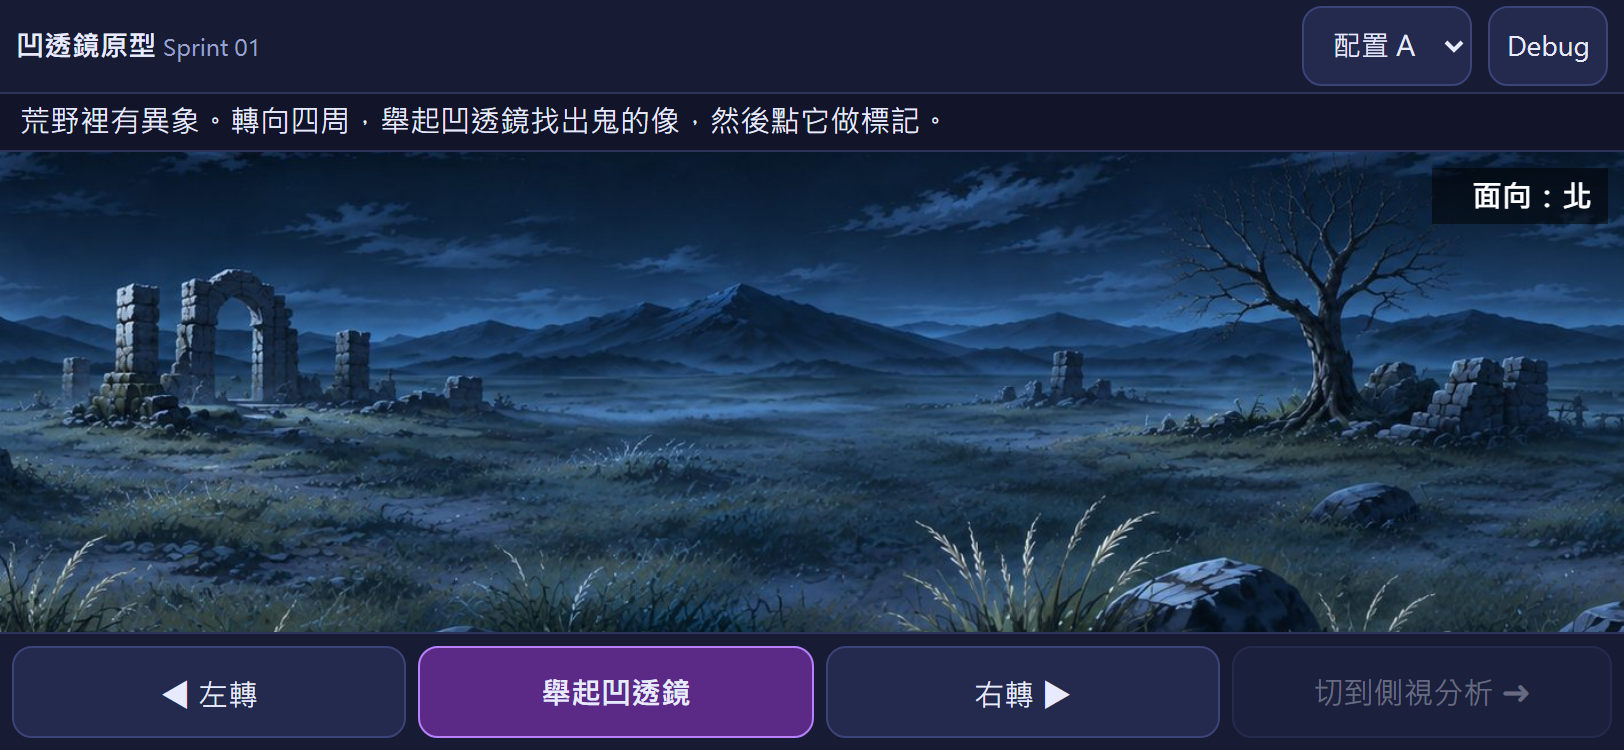 凹透鏡原型 Sprint 01
配置 A
Debug
荒野裡有異象。轉向四周，舉起凹透鏡找出鬼的像，然後點它做標記。
面向：北
◀ 左轉
舉起凹透鏡
右轉 ▶
切到側視分析 ➜